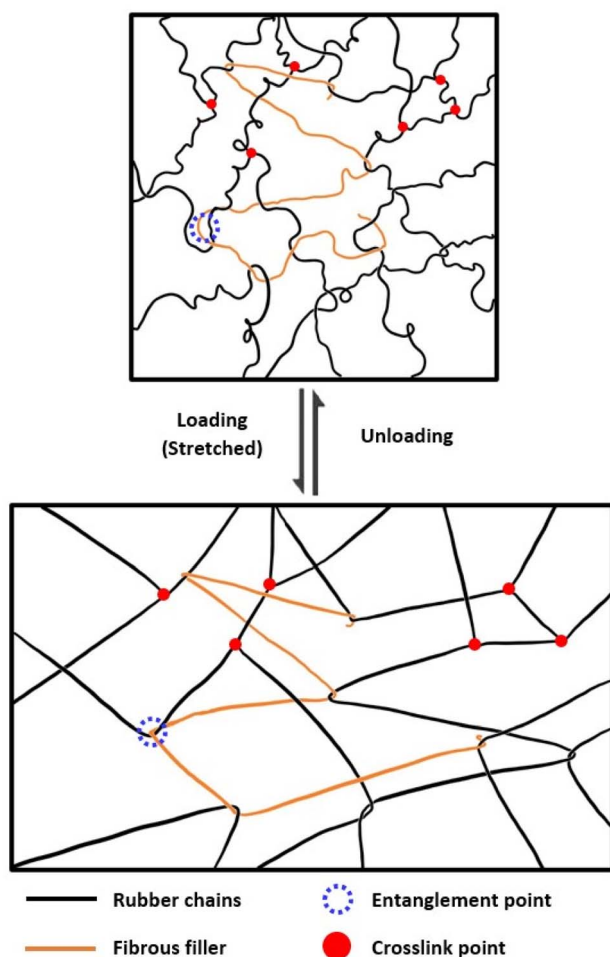 Loading
(Stretched)
Unloading
Rubber chains
Entanglement point
Fibrous filler
Crosslink point